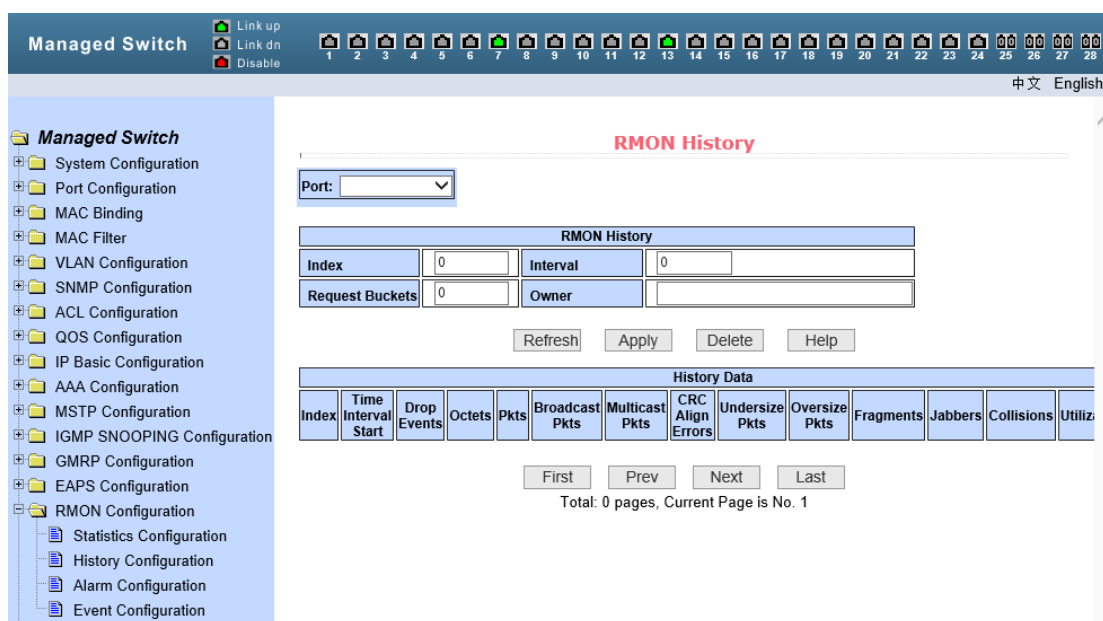 Managed Switch
Link up
Link dn
Disable
1 2 3 4 5 6 7 8 9 10 11 12 13 14 15 16 17 18 19 20 21 22 23 24 25 26 27 28
中文 English
Managed Switch
System Configuration
Port Configuration
MAC Binding
MAC Filter
VLAN Configuration
SNMP Configuration
ACL Configuration
QOS Configuration
IP Basic Configuration
AAA Configuration
MSTP Configuration
IGMP SNOOPING Configuration
GMRP Configuration
EAPS Configuration
RMON Configuration
Statistics Configuration
History Configuration
Alarm Configuration
Event Configuration
RMON History
Port:
RMON History
Index 0 Interval 0
Request Buckets 0 Owner
Refresh Apply Delete Help
History Data
Index Time Interval Start Drop Events Octets Pkts Broadcast Pkts Multicast Pkts CRC Align Errors Undersize Pkts Oversize Pkts Fragments Jabbers Collisions Utiliz
First Prev Next Last
Total: 0 pages, Current Page is No. 1